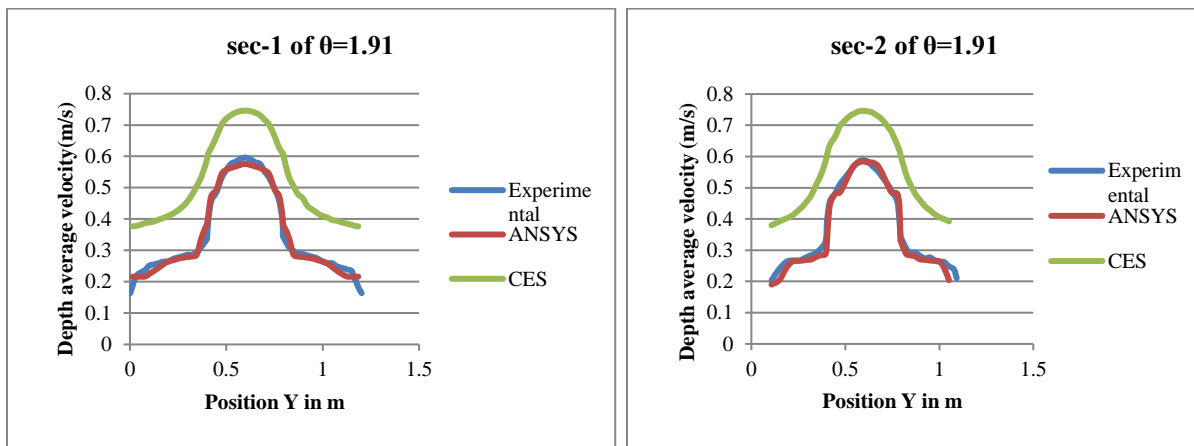 sec-1 of θ=1.91
Depth average velocity(m/s)
0.8
0.7
0.6
0.5
0.4
0.3
0.2
0.1
0
0
0.5
1
1.5
Position Y in m
Experime
ntal
ANSYS
CES
sec-2 of θ=1.91
Depth average velocity (m/s)
0.8
0.7
0.6
0.5
0.4
0.3
0.2
0.1
0
0
0.5
1
1.5
Position Y in m
Experim
ental
ANSYS
CES